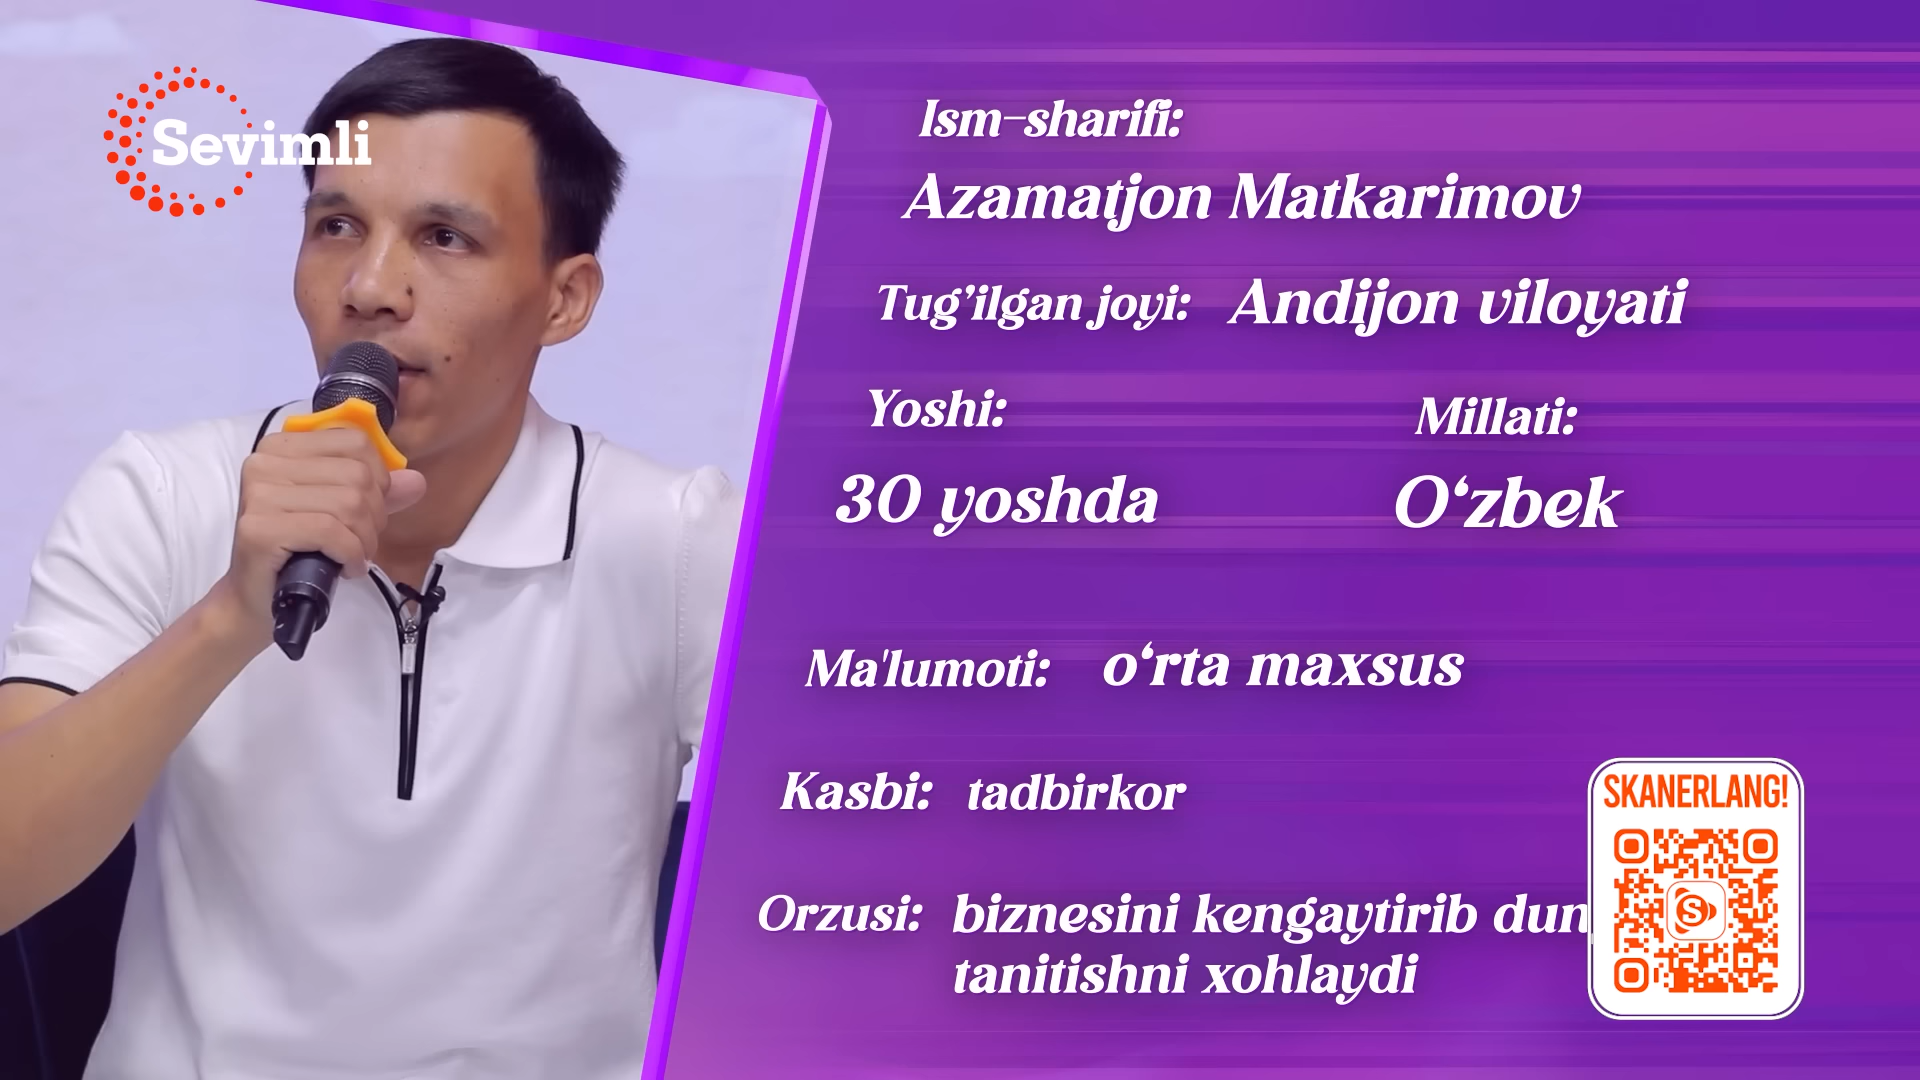 Sevimli
Ism-sharifi:
Azamatjon Matkarimov
Tug’ilgan joyi: Andijon viloyati
Yoshi:
30 yoshda
Millati:
O‘zbek
Ma'lumoti: o‘rta maxsus
Kasbi: tadbirkor
Orzusi: biznesini kengaytirib
tanitishni xohlaydi
SKANERLANG!